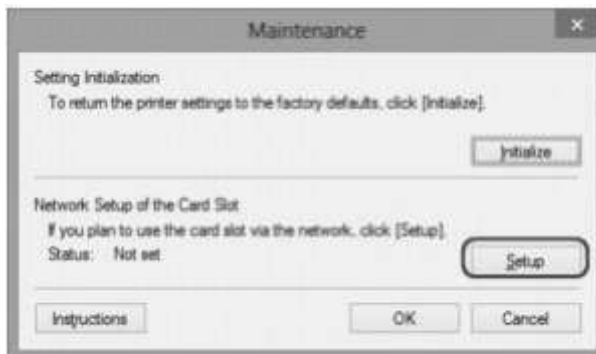 Maintenance
Setting Initialization
To return the printer settings to the factory defaults, click [Initialize].
Initialize
Network Setup of the Card Slot
If you plan to use the card slot via the network, click [Setup].
Status: Not set
Setup
Instructions OK Cancel